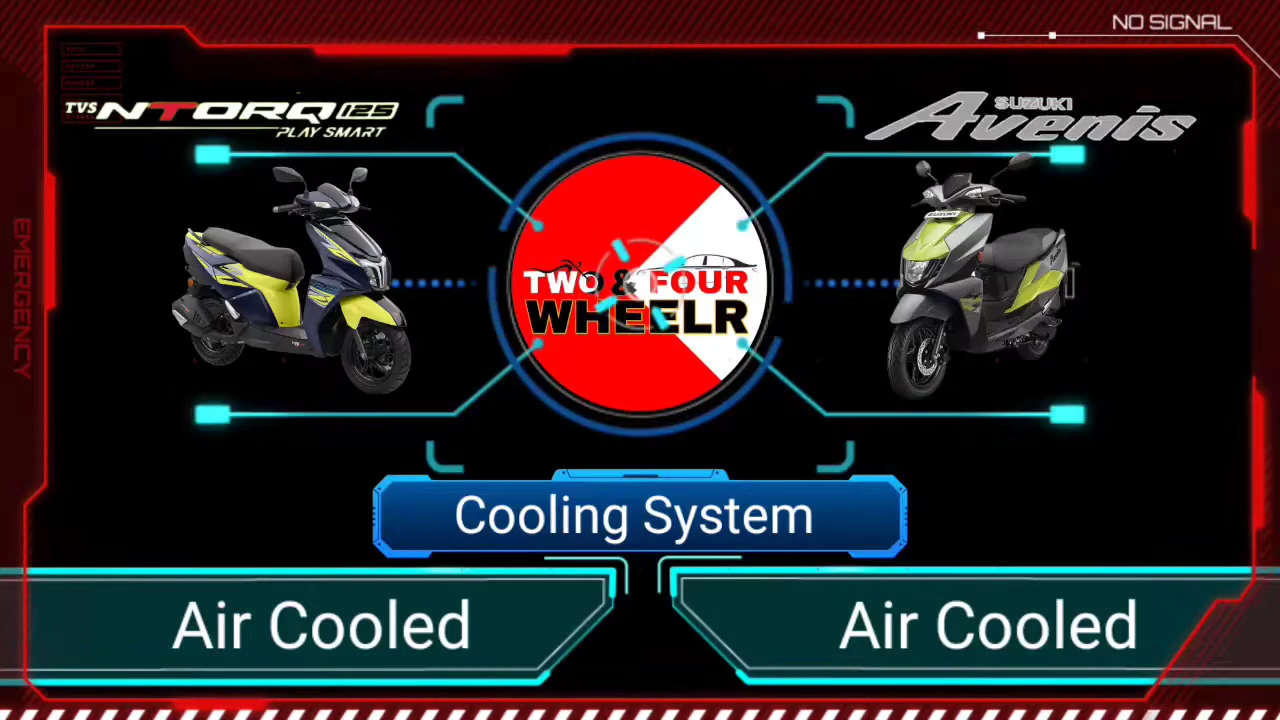 NO SIGNAL
TVS NTORQ 125
PLAY SMART
SUZUKI
Avenis
SUZUKI
TWO & FOUR
WHEELR
EMERGENCY
Cooling System
Air Cooled
Air Cooled